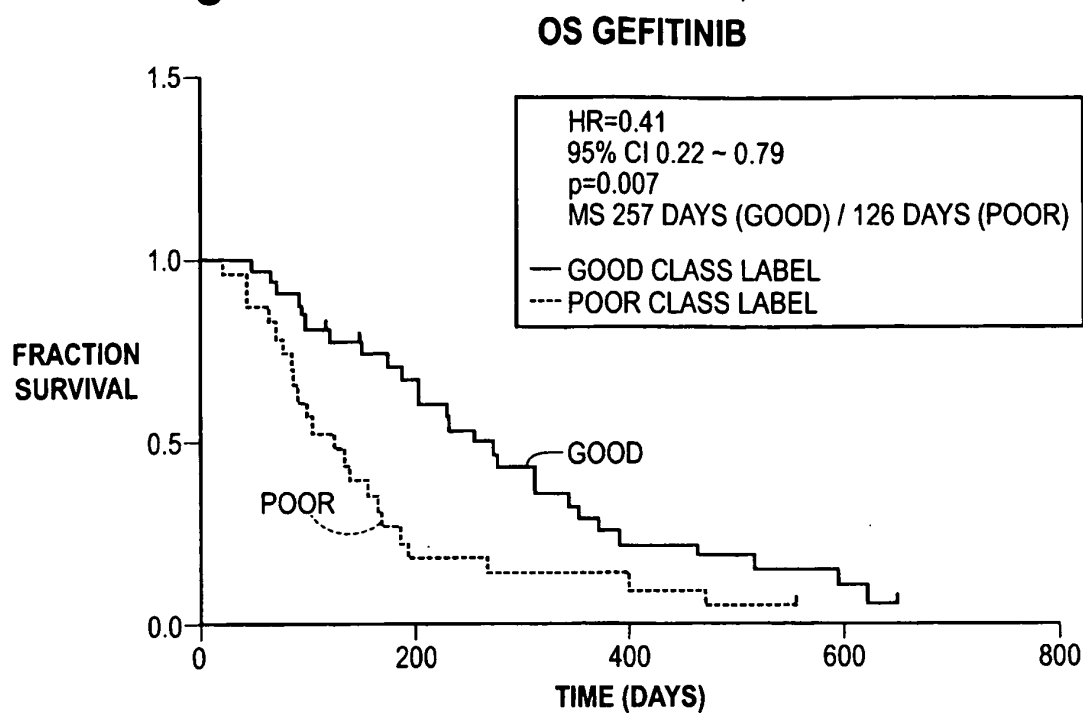 OS GEFITINIB
1.5
HR=0.41
95% CI 0.22 ~ 0.79
p=0.007
MS 257 DAYS (GOOD) / 126 DAYS (POOR)
GOOD CLASS LABEL
POOR CLASS LABEL
1.0
FRACTION
SURVIVAL
0.5
GOOD
POOR
0.0
0
200
400
600
800
TIME (DAYS)